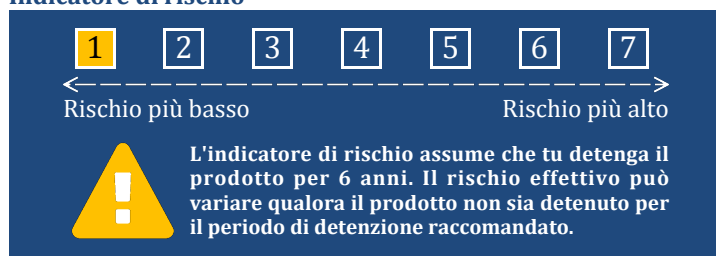 Indicatore di rischio
1 2 3 4 5 6 7
Rischio più basso Rischio più alto
L'indicatore di rischio assume che tu detenga il
prodotto per 6 anni. Il rischio effettivo può
variare qualora il prodotto non sia detenuto per
il periodo di detenzione raccomandato.